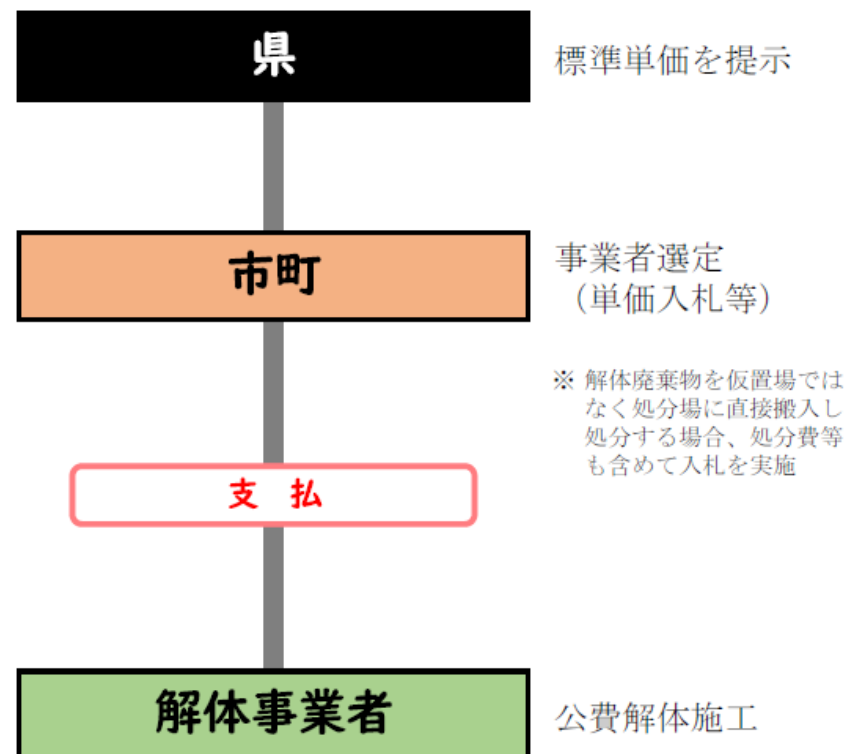 県
標準単価を提示
市町
事業者選定
（単価入札等）
※ 解体廃棄物を仮置場では
なく処分場に直接搬入し
処分する場合、処分費等
も含めて入札を実施
支 払
解体事業者
公費解体施工